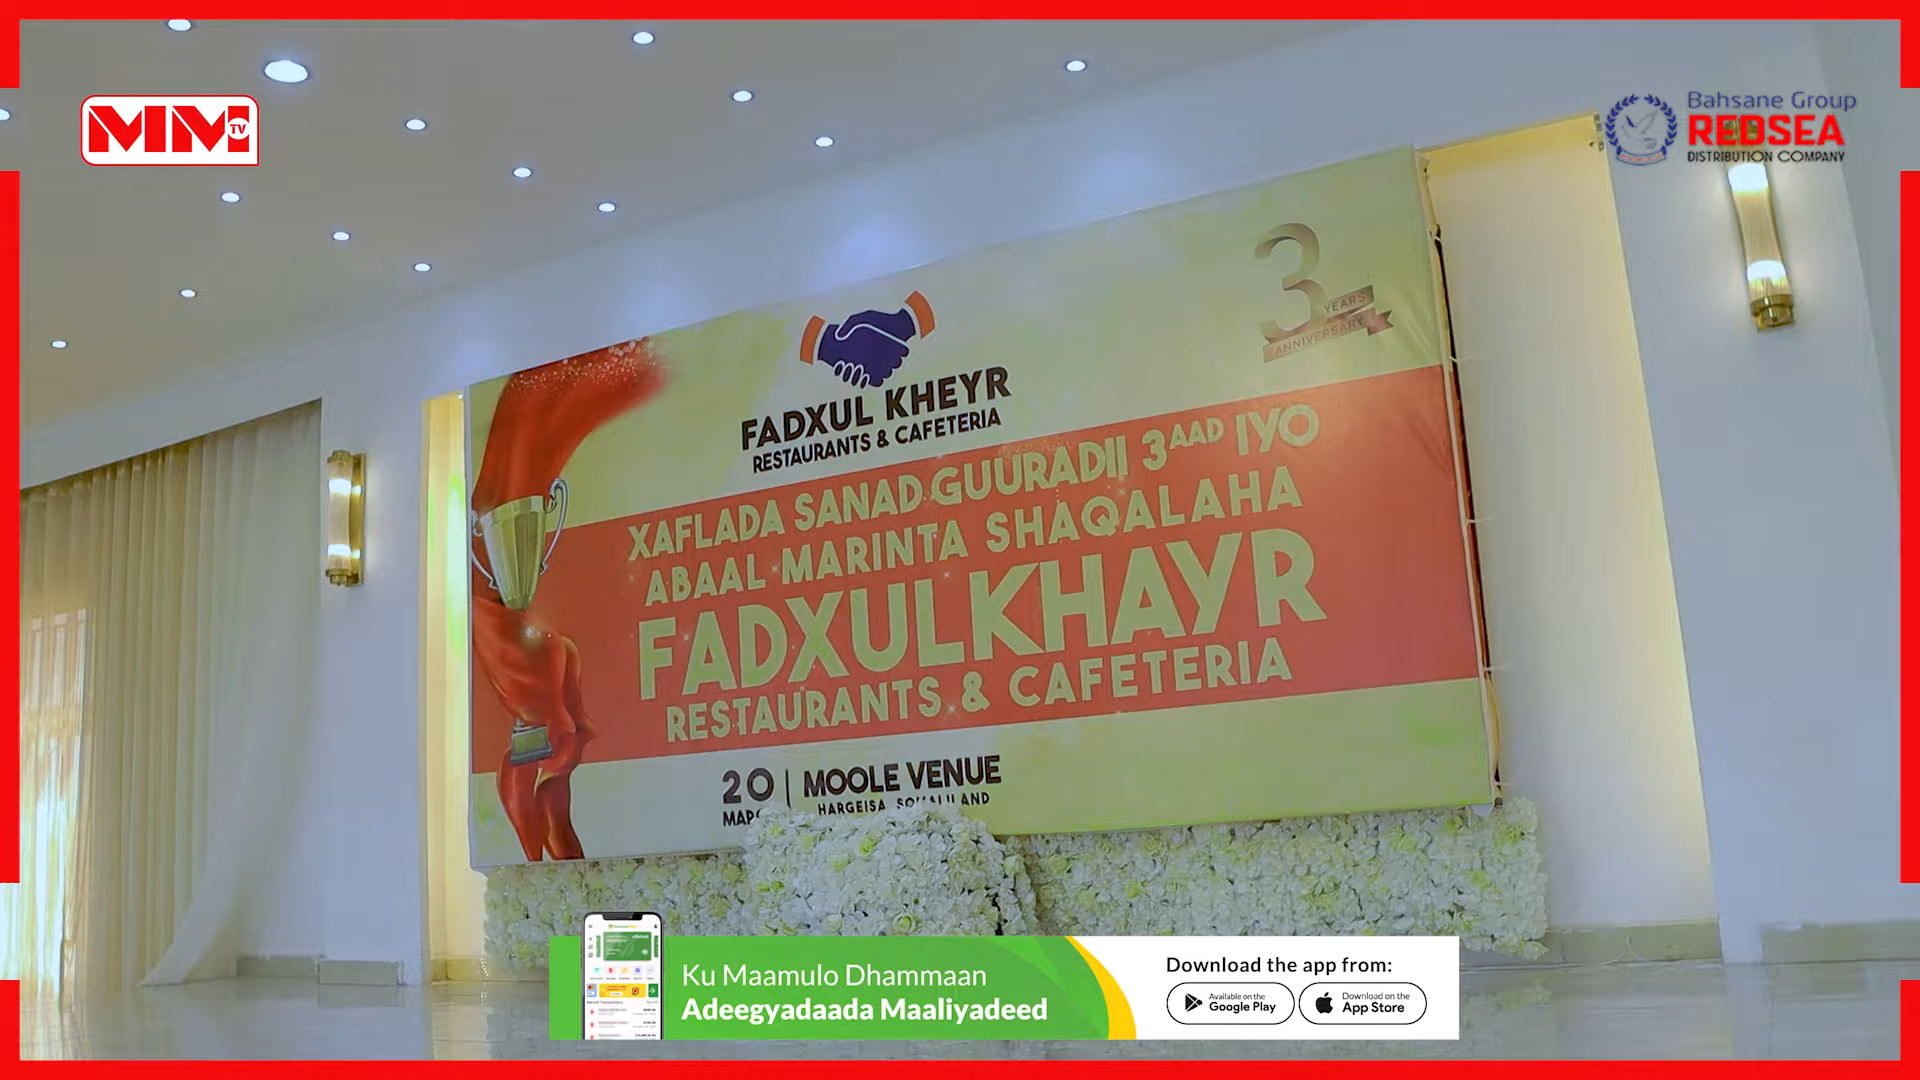 MM TV
Bahsane Group
REDSEA
DISTRIBUTION COMPANY
3
YEARS
ANNIVERSARY
FADXUL KHEYR
RESTAURANTS & CAFETERIA
XAFLADA SANAD GUURADII 3AAD IYO
ABAAL MARINTA SHAQALAHA
FADXULKHAYR
RESTAURANTS & CAFETERIA
20 | MOOLE VENUE
HARGEISA,
Ku Maamulo Dhammaan
Adeegyadaada Maaliyadeed
Download the app from:
Available on the
Google Play
Download on the
App Store